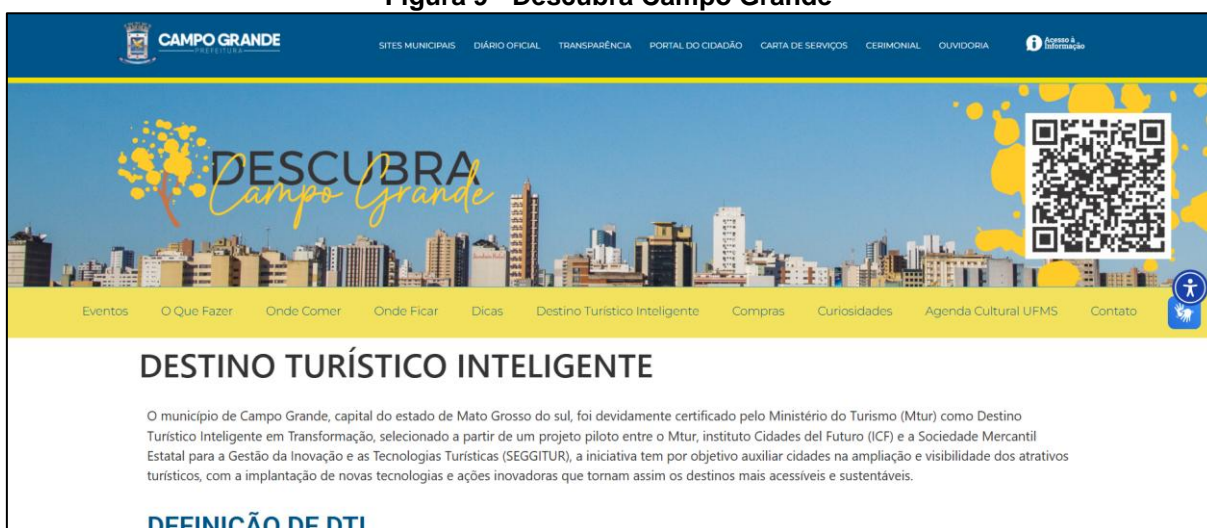 Figura 9 - Descubra Campo Grande
CAMPO GRANDE
PREFEITURA
SITES MUNICIPAIS DIÁRIO OFICIAL TRANSPARÊNCIA PORTAL DO CIDADÃO CARTA DE SERVIÇOS CERIMONIAL OUVIDORIA
Acesso à
Informação
DESCUBRA
Campo Grande
Eventos O Que Fazer Onde Comer Onde Ficar Dicas Destino Turístico Inteligente Compras Curiosidades Agenda Cultural UFMS Contato
DESTINO TURÍSTICO INTELIGENTE
O município de Campo Grande, capital do estado de Mato Grosso do sul, foi devidamente certificado pelo Ministério do Turismo (Mtur) como Destino
Turístico Inteligente em Transformação, selecionado a partir de um projeto piloto entre o Mtur, instituto Cidades del Futuro (ICF) e a Sociedade Mercantil
Estatal para a Gestão da Inovação e as Tecnologias Turísticas (SEGGITUR), a iniciativa tem por objetivo auxiliar cidades na ampliação e visibilidade dos atrativos
turísticos, com a implantação de novas tecnologias e ações inovadoras que tornam assim os destinos mais acessíveis e sustentáveis.
DEFINIÇÃO DE DTI